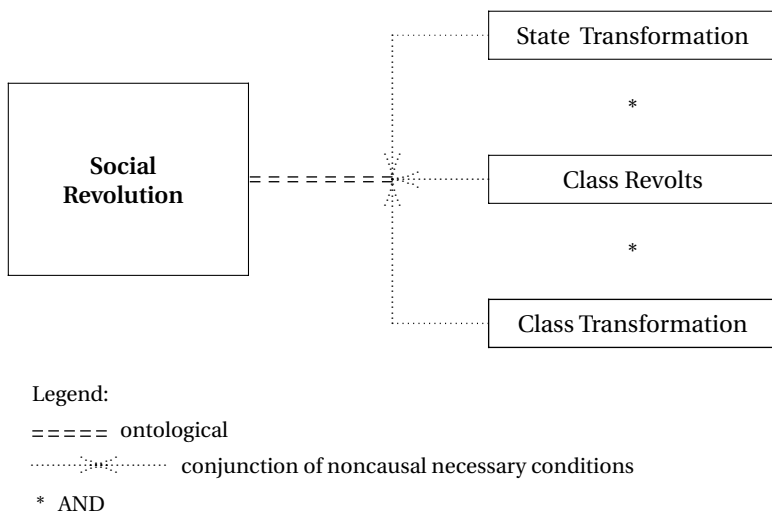 State Transformation
*
Social
Revolution
Class Revolts
*
Class Transformation
Legend:
ontological
conjunction of noncausal necessary conditions
* AND